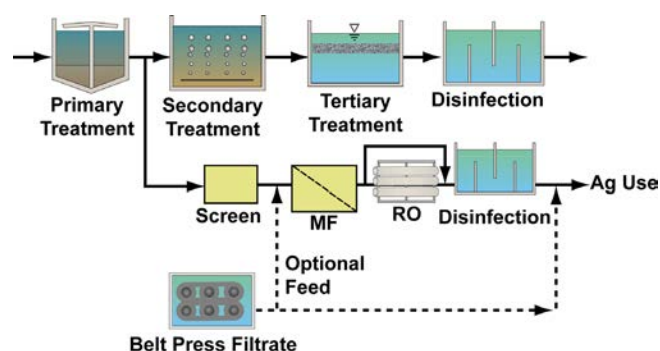 Primary
Treatment
Secondary
Treatment
Tertiary
Treatment
Disinfection
Screen
MF
RO
Disinfection
Ag Use
Optional
Feed
Belt Press Filtrate